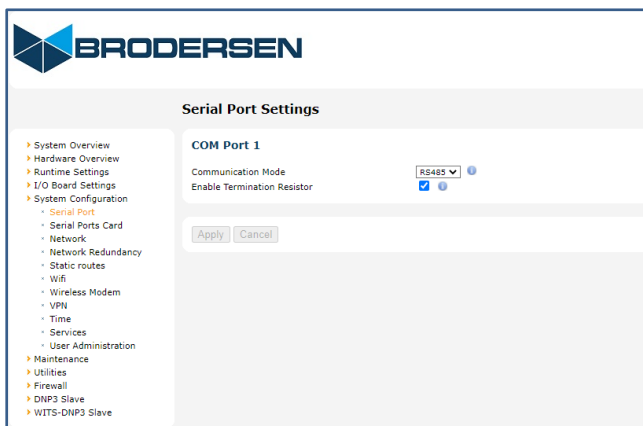 BRODERSEN
Serial Port Settings
System Overview
Hardware Overview
Runtime Settings
I/O Board Settings
System Configuration
Serial Port
Serial Ports Card
Network
Network Redundancy
Static routes
Wifi
Wireless Modem
VPN
Time
Services
User Administration
Maintenance
Utilities
Firewall
DNP3 Slave
WITS-DNP3 Slave
COM Port 1
Communication Mode RS485
Enable Termination Resistor
Apply Cancel